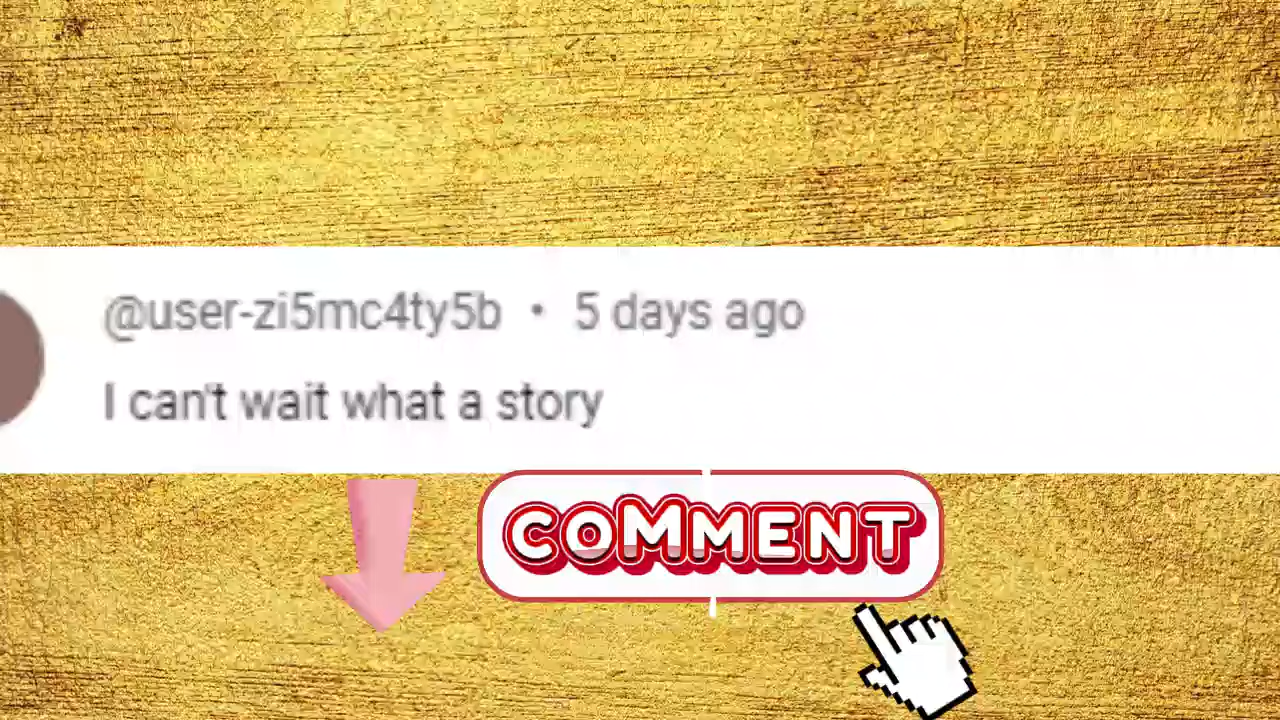 @user-zi5mc4ty5b • 5 days ago
I can't wait what a story
COMMENT